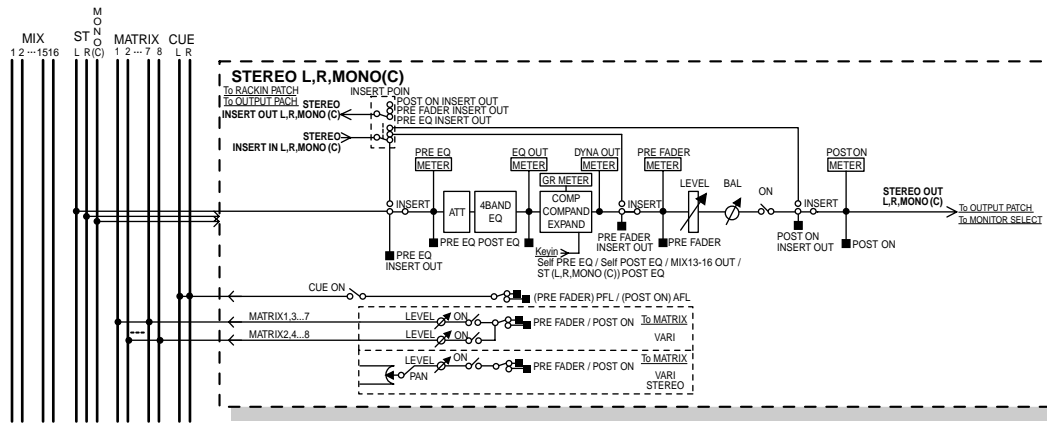 MIX
1 2 ··· 1516
ST
L R
MONO
(C)
MATRIX
1 2 ··· 7 8
CUE
L R
STEREO L,R,MONO(C)
To RACKIN PATCH
To OUTPUT PACH
INSERT POIN
STEREO
INSERT OUT L,R,MONO (C)
POST ON INSERT OUT
PRE FADER INSERT OUT
PRE EQ INSERT OUT
STEREO
INSERT IN L,R,MONO (C)
PRE EQ
METER
EQ OUT
METER
DYNA OUT
METER
PRE FADER
METER
POST ON
METER
GR METER
INSERT
ATT
4BAND
EQ
COMP
COMPAND
EXPAND
INSERT
LEVEL
BAL
ON
INSERT
STEREO OUT
L,R,MONO (C)
To OUTPUT PATCH
To MONITOR SELECT
PRE EQ
INSERT OUT
PRE EQ
POST EQ
PRE FADER
INSERT OUT
PRE FADER
POST ON
INSERT OUT
POST ON
Keyin
Self PRE EQ / Self POST EQ / MIX13-16 OUT /
ST (L,R,MONO (C)) POST EQ
CUE ON
(PRE FADER) PFL / (POST ON) AFL
MATRIX1,3...7
LEVEL
ON
PRE FADER / POST ON
To MATRIX
VARI
MATRIX2,4...8
LEVEL
ON
LEVEL
PAN
ON
PRE FADER / POST ON
To MATRIX
VARI
STEREO